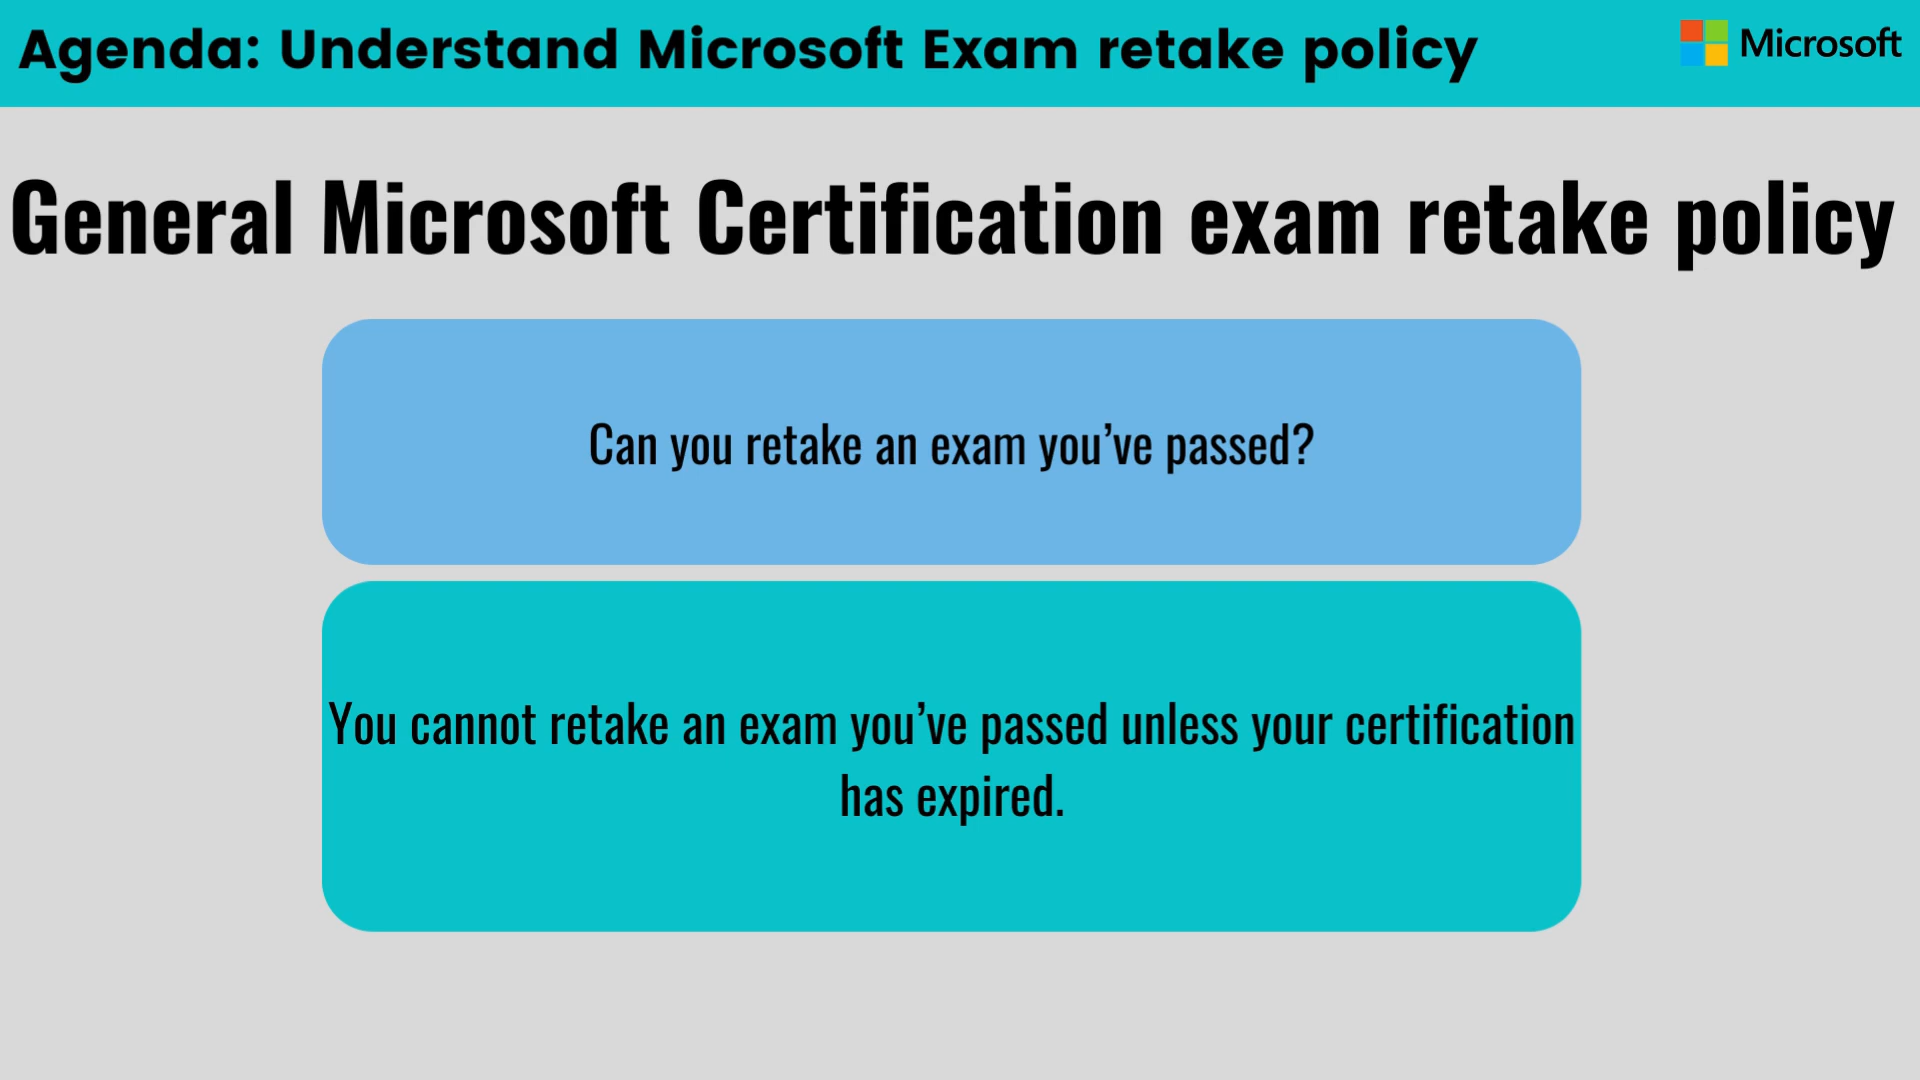 Agenda: Understand Microsoft Exam retake policy
Microsoft
General Microsoft Certification exam retake policy
Can you retake an exam you’ve passed?
You cannot retake an exam you’ve passed unless your certification
has expired.